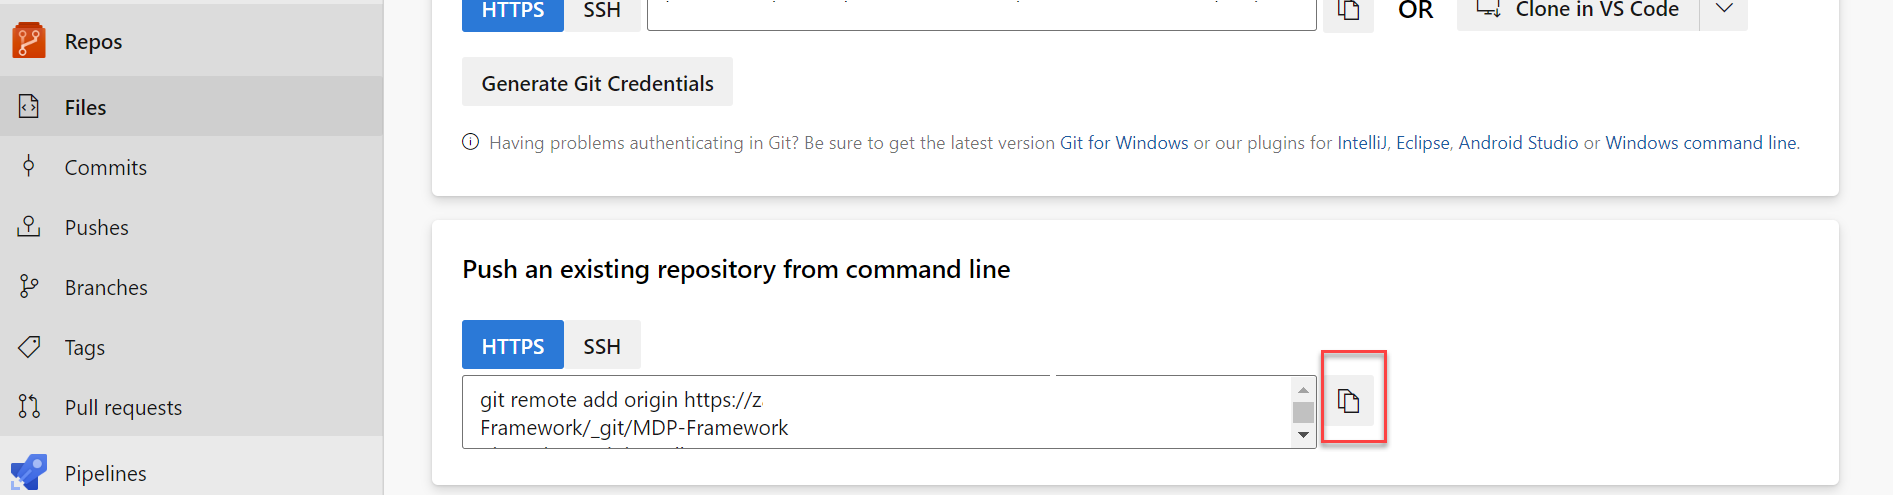 Repos
Files
Commits
Pushes
Branches
Tags
Pull requests
Pipelines
HTTPS SSH OR Clone in VS Code
Generate Git Credentials
Having problems authenticating in Git? Be sure to get the latest version Git for Windows or our plugins for IntelliJ, Eclipse, Android Studio or Windows command line.
Push an existing repository from command line
HTTPS SSH
git remote add origin https://z
Framework/_git/MDP-Framework